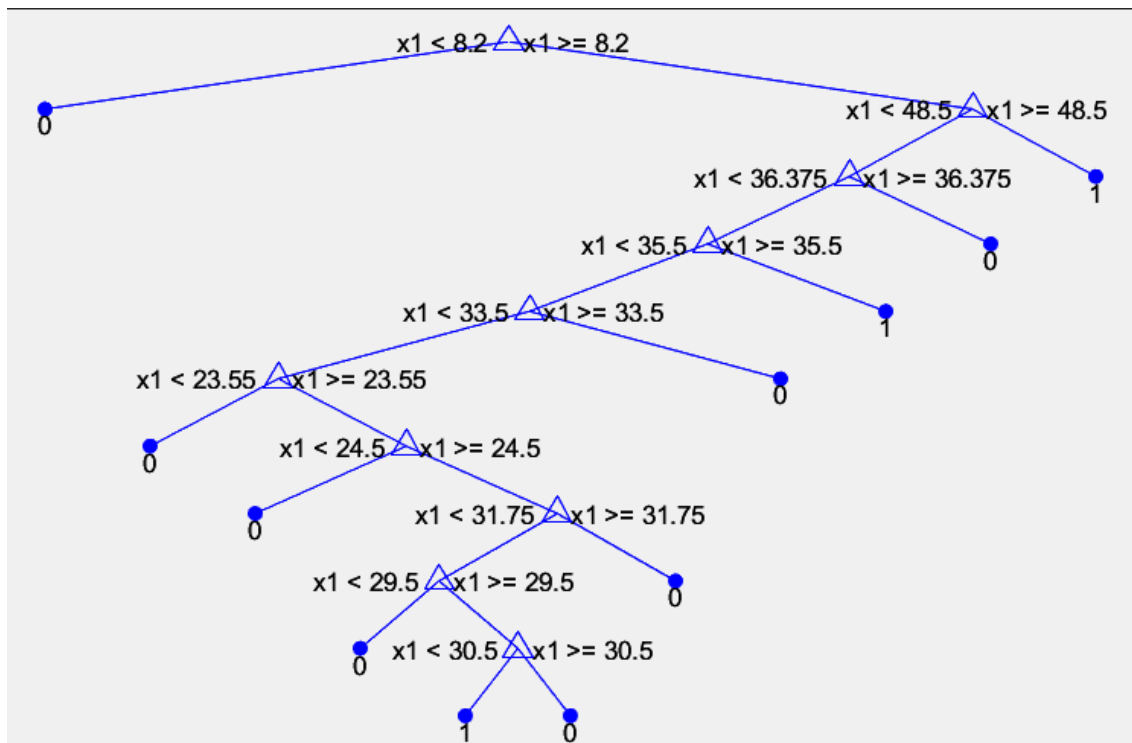 x1 < 8.2 x1 >= 8.2
0
x1 < 48.5 x1 >= 48.5
x1 < 36.375 x1 >= 36.375
1
x1 < 35.5 x1 >= 35.5
0
x1 < 33.5 x1 >= 33.5
1
x1 < 23.55 x1 >= 23.55
0
x1 < 24.5 x1 >= 24.5
0
x1 < 31.75 x1 >= 31.75
0
x1 < 29.5 x1 >= 29.5
0
x1 < 30.5 x1 >= 30.5
0
1 0